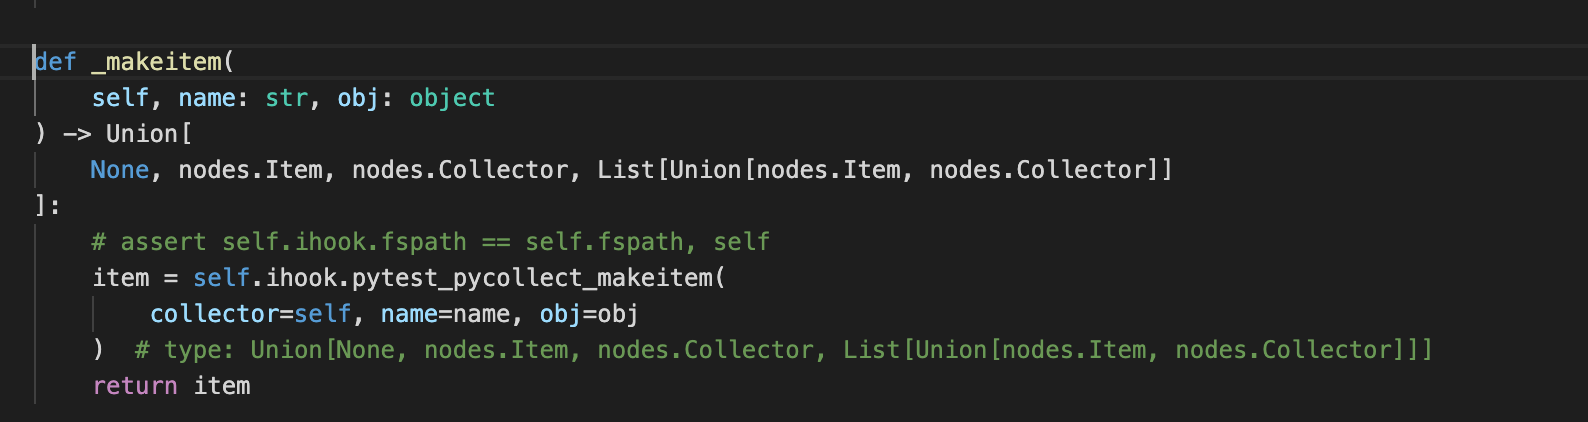 def _makeitem(
    self, name: str, obj: object
) -> Union[
    None, nodes.Item, nodes.Collector, List[Union[nodes.Item, nodes.Collector]]
]:
    # assert self.ihook.fspath == self.fspath, self
    item = self.ihook.pytest_pycollect_makeitem(
        collector=self, name=name, obj=obj
    )  # type: Union[None, nodes.Item, nodes.Collector, List[Union[nodes.Item, nodes.Collector]]]
    return item